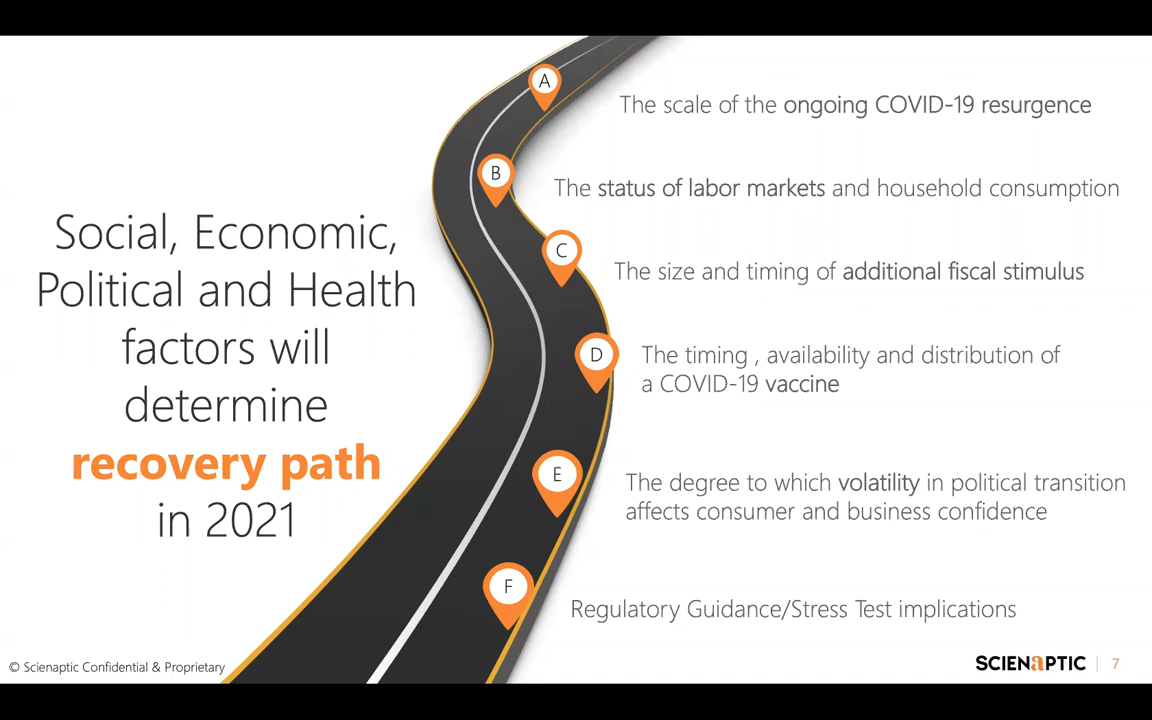 Social, Economic,
Political and Health
factors will
determine
recovery path
in 2021
A
The scale of the ongoing COVID-19 resurgence
B
The status of labor markets and household consumption
C
The size and timing of additional fiscal stimulus
D
The timing , availability and distribution of
a COVID-19 vaccine
E
The degree to which volatility in political transition
affects consumer and business confidence
F
Regulatory Guidance/Stress Test implications
© Scienaptic Confidential & Proprietary
SCIENaPTIC
7